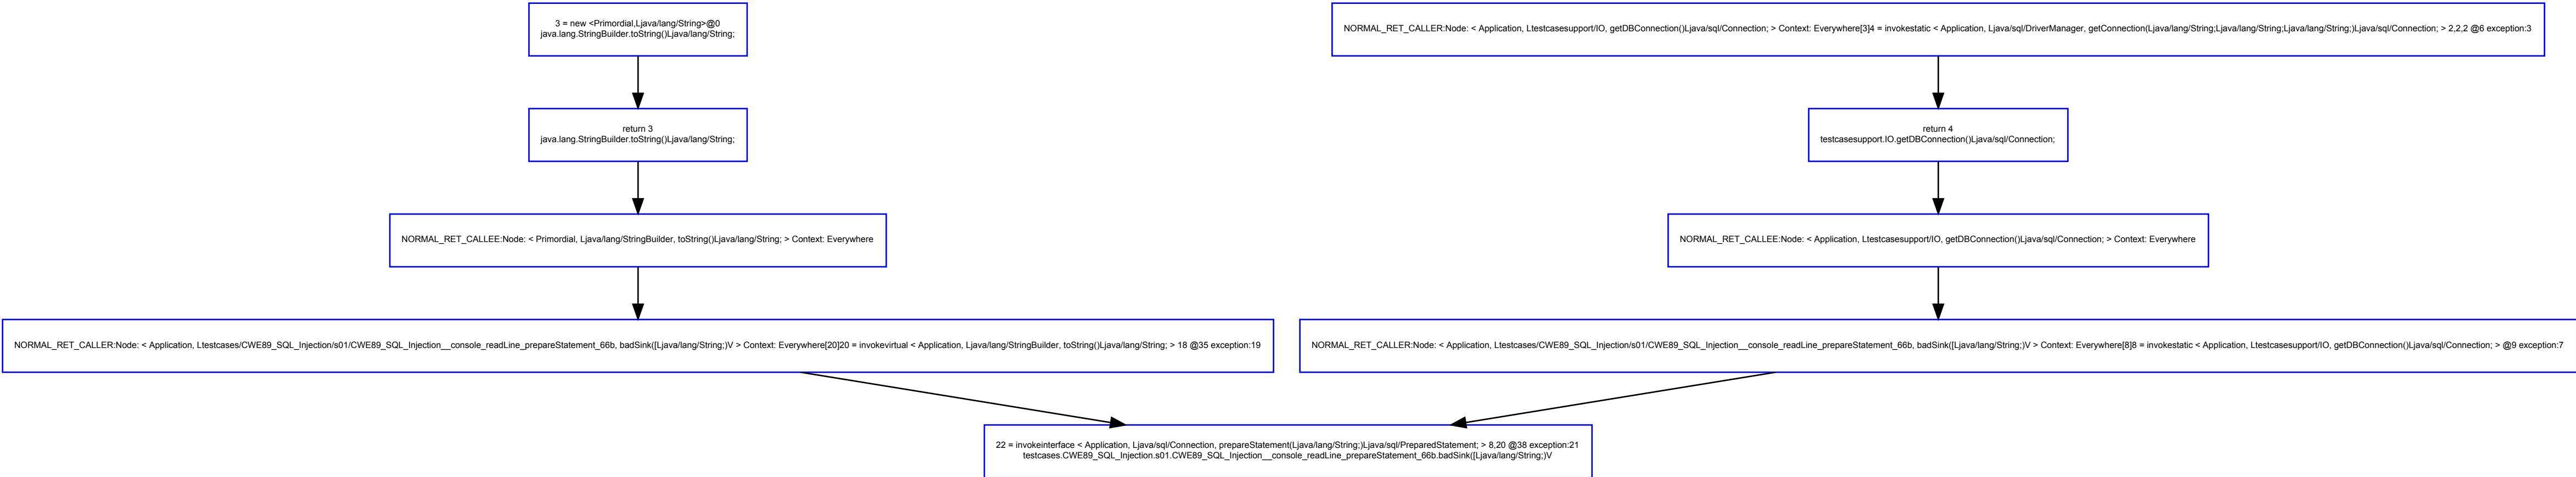 3 = new <Primordial,Ljava/lang/String>@0
java.lang.StringBuilder.toString()Ljava/lang/String;
NORMAL_RET_CALLER:Node: < Application, Ltestcasesupport/IO, getDBConnection()Ljava/sql/Connection; > Context: Everywhere[3]4 = invokestatic < Application, Ljava/sql/DriverManager, getConnection(Ljava/lang/String;Ljava/lang/String;Ljava/lang/String;)Ljava/sql/Connection; > 2,2,2 @6 exception:3
return 3
java.lang.StringBuilder.toString()Ljava/lang/String;
return 4
testcasesupport.IO.getDBConnection()Ljava/sql/Connection;
NORMAL_RET_CALLEE:Node: < Primordial, Ljava/lang/StringBuilder, toString()Ljava/lang/String; > Context: Everywhere
NORMAL_RET_CALLEE:Node: < Application, Ltestcasesupport/IO, getDBConnection()Ljava/sql/Connection; > Context: Everywhere
NORMAL_RET_CALLER:Node: < Application, Ltestcases/CWE89_SQL_Injection/s01/CWE89_SQL_Injection__console_readLine_prepareStatement_66b, badSink([Ljava/lang/String;)V > Context: Everywhere[20]20 = invokevirtual < Application, Ljava/lang/StringBuilder, toString()Ljava/lang/String; > 18 @35 exception:19
NORMAL_RET_CALLER:Node: < Application, Ltestcases/CWE89_SQL_Injection/s01/CWE89_SQL_Injection__console_readLine_prepareStatement_66b, badSink([Ljava/lang/String;)V > Context: Everywhere[8]8 = invokestatic < Application, Ltestcasesupport/IO, getDBConnection()Ljava/sql/Connection; > @9 exception:7
22 = invokeinterface < Application, Ljava/sql/Connection, prepareStatement(Ljava/lang/String;)Ljava/sql/PreparedStatement; > 8,20 @38 exception:21
testcases.CWE89_SQL_Injection.s01.CWE89_SQL_Injection__console_readLine_prepareStatement_66b.badSink([Ljava/lang/String;)V